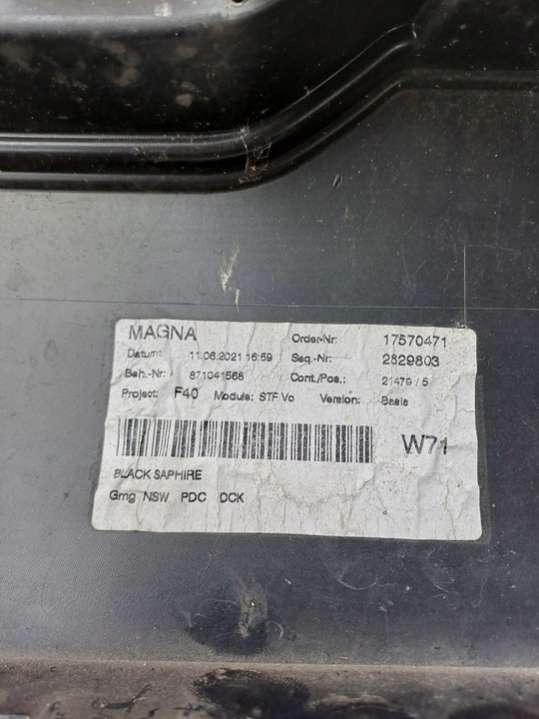 MAGNA Order-Nr: 17570471
Datum: 11.06.2021 16:59 Seq.-Nr: 2829803
Beh.-Nr: 871041568 Cont./Pos.: 21479 / 5
Project: F40 Module: STF Vo Version: Basis
W71
BLACK SAPHIRE
Grng NSW PDC DCK